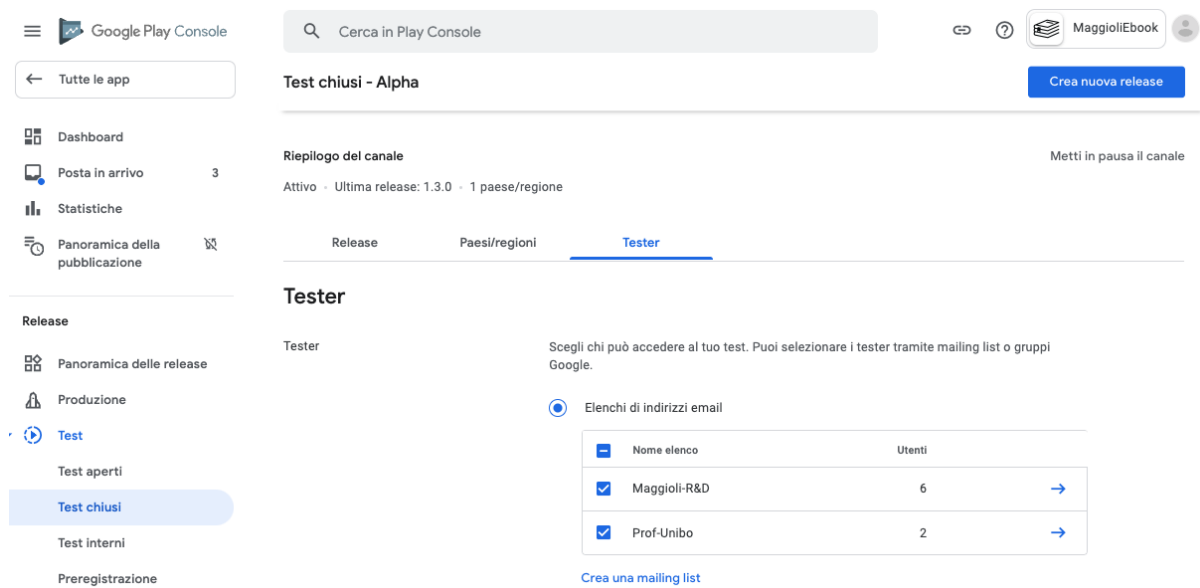 Google Play Console
Cerca in Play Console
MaggioliEbook
Tutte le app
Test chiusi - Alpha
Crea nuova release
Dashboard
Posta in arrivo 3
Statistiche
Panoramica della
pubblicazione
Release
Panoramica delle release
Produzione
Test
Test aperti
Test chiusi
Test interni
Preregistrazione
Riepilogo del canale
Metti in pausa il canale
Attivo · Ultima release: 1.3.0 · 1 paese/regione
Release Paesi/regioni Tester
Tester
Tester
Scegli chi può accedere al tuo test. Puoi selezionare i tester tramite mailing list o gruppi
Google.
Elenchi di indirizzi email
Nome elenco Utenti
Maggioli-R&D 6
Prof-Unibo 2
Crea una mailing list